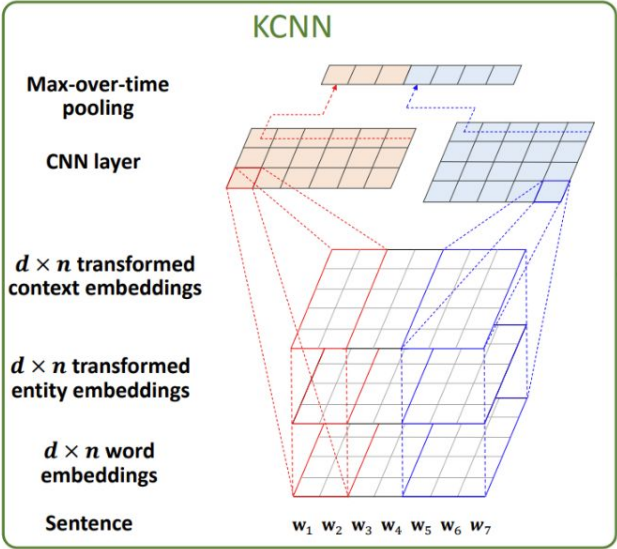 KCNN
Max-over-time
pooling
CNN layer
d × n transformed
context embeddings
d × n transformed
entity embeddings
d × n word
embeddings
Sentence w₁ w₂ w₃ w₄ w₅ w₆ w₇